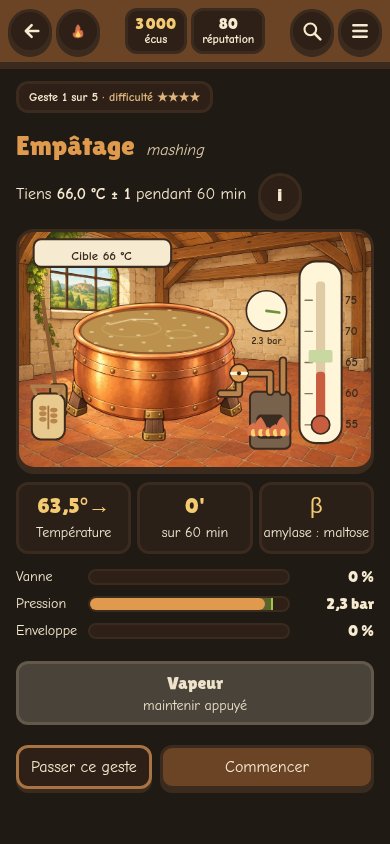 3 000
écus
80
réputation
Geste 1 sur 5 · difficulté ★★★★
Empâtage mashing
Tiens 66,0 °C ± 1 pendant 60 min
i
Cible 66 °C
2.3 bar
75
70
65
60
55
63,5°→
Température
0'
sur 60 min
β
amylase : maltose
Vanne
0 %
Pression
2,3 bar
Enveloppe
0 %
Vapeur
maintenir appuyé
Passer ce geste
Commencer